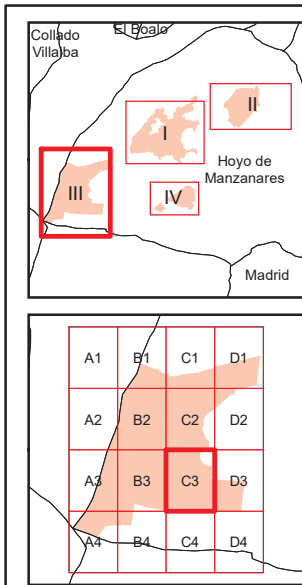 Collado
Villalba
El Boalo
I
II
III
IV
Hoyo de
Manzanares
Madrid
A1 B1 C1 D1
A2 B2 C2 D2
A3 B3 C3 D3
A4 B4 C4 D4